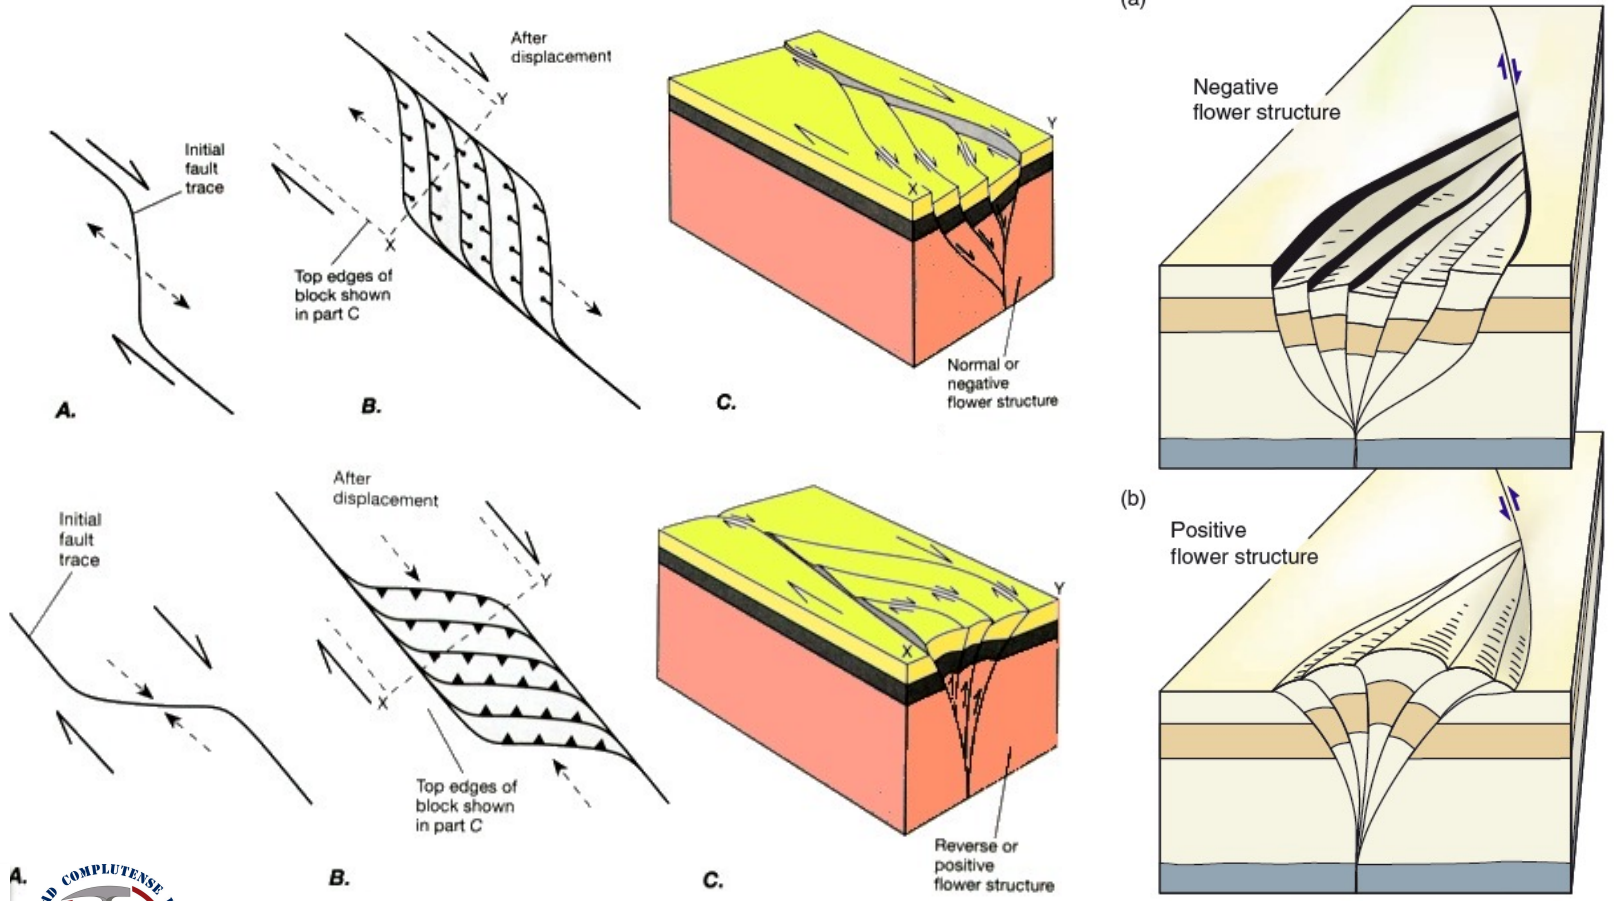 After
displacement
Y
Initial
fault
trace
X
Top edges of
block shown
in part C
A.
B.
Y
X
Normal or
negative
flower structure
C.
(a)
Negative
flower structure
After
displacement
Initial
fault
trace
Y
X
Top edges of
block shown
in part C
A.
B.
Y
X
Reverse or
positive
flower structure
C.
(b)
Positive
flower structure
AD COMPLUTENSE